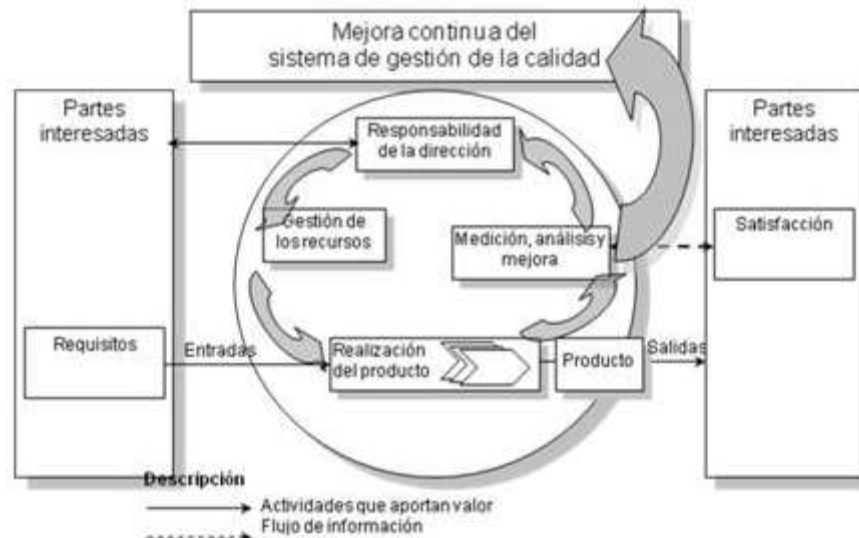 Mejora continua del
sistema de gestión de la calidad
Partes
interesadas
Partes
interesadas
Responsabilidad
de la dirección
Gestión de
los recursos
Medición, análisis y
mejora
Satisfacción
Requisitos
Entradas
Realización
del producto
Producto
Salidas
Descripción
Actividades que aportan valor
Flujo de información